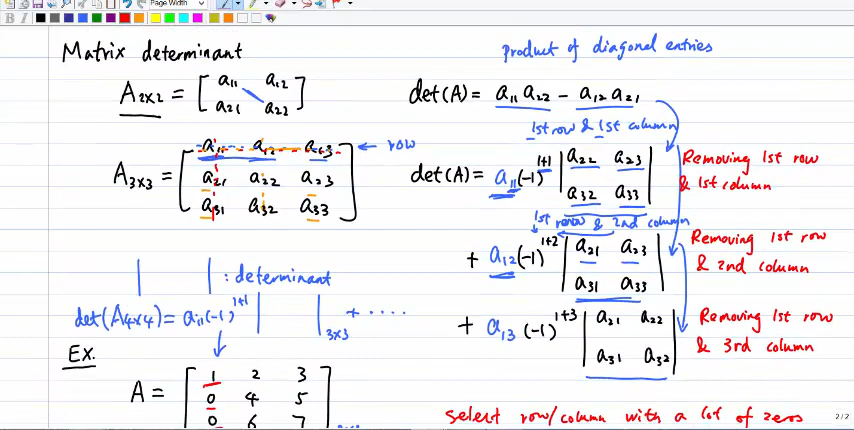 Page Width
B I
Matrix determinant
product of diagonal entries
A2x2 = [ a11 a12
a21 a22 ]
det(A) = a11 a22 - a12 a21
1st row & 1st column
A3x3 = [ a11 a12 a13
a21 a22 a23
a31 a32 a33 ]
← row
det(A) = a11 (-1)^1+1 | a22 a23
a32 a33 |
Removing 1st row
& 1st column
1st row & 2nd column
+ a12 (-1)^1+2 | a21 a23
a31 a33 |
Removing 1st row
& 2nd column
| | : determinant
det(A4x4) = a11 (-1)^1+1 | | 3x3 + ....
+ a13 (-1)^1+3 | a21 a22
a31 a32 |
Removing 1st row
& 3rd column
EX.
A = [ 1 2 3
0 4 5
0 6 7 ]
select row/column with a lot of zeros
2/2